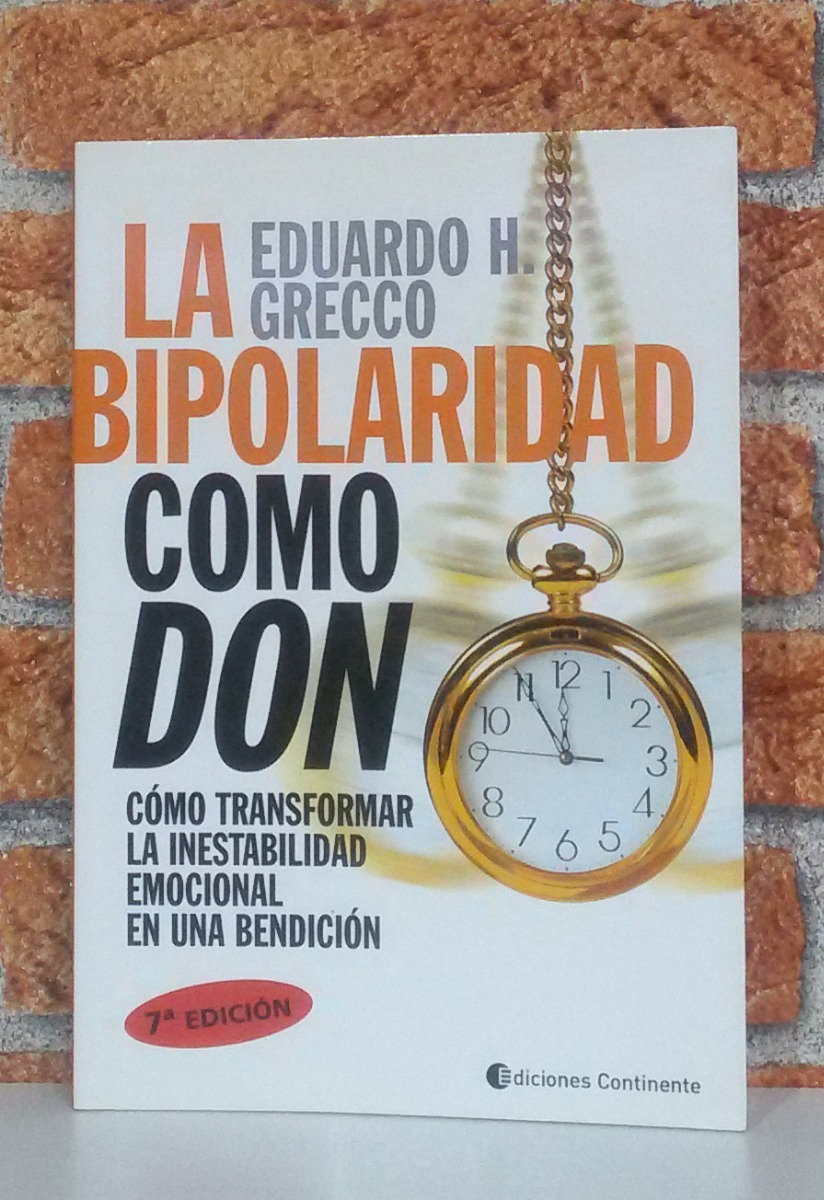 LA
EDUARDO H.
GRECCO
BIPOLARIDAD
COMO
DON
CÓMO TRANSFORMAR
LA INESTABILIDAD
EMOCIONAL
EN UNA BENDICIÓN
7ª EDICIÓN
Ediciones Continente
12
1
2
3
4
5
6
7
8
9
10
11